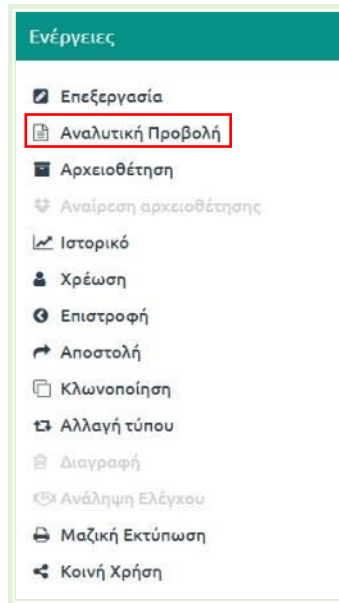 Ενέργειες
Επεξεργασία
Αναλυτική Προβολή
Αρχειοθέτηση
Αναίρεση αρχειοθέτησης
Ιστορικό
Χρέωση
Επιστροφή
Αποστολή
Κλωνοποίηση
Αλλαγή τύπου
Διαγραφή
Ανάληψη Ελέγχου
Μαζική Εκτύπωση
Κοινή Χρήση